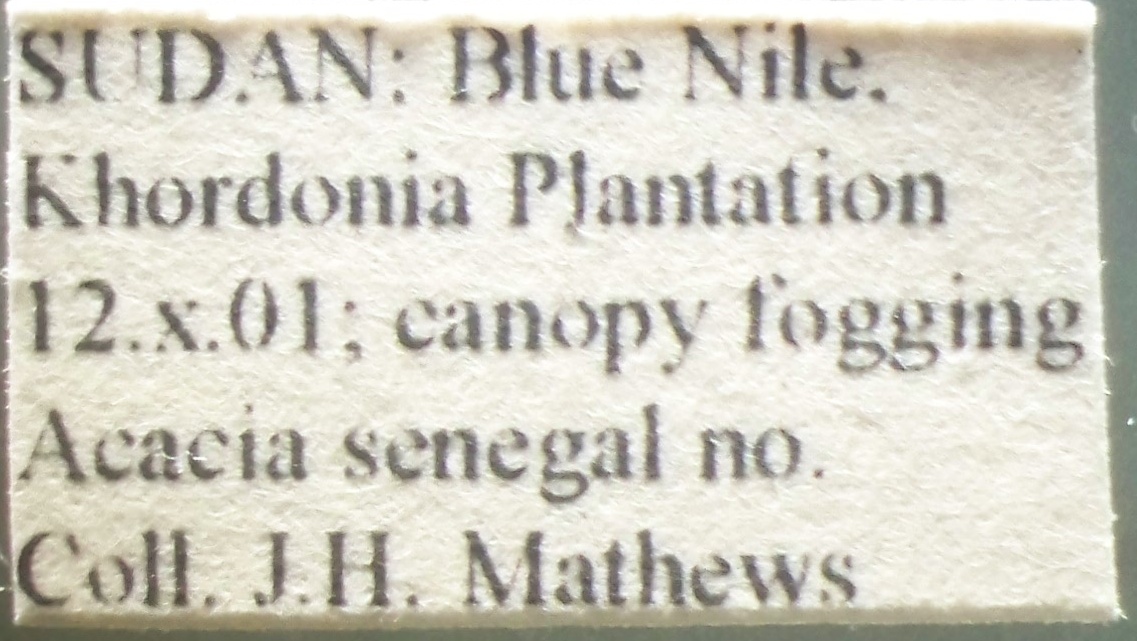 SUDAN: Blue Nile.
Khordonia Plantation
12.x.01; canopy fogging
Acacia senegal no.
Coll. J.H. Mathews